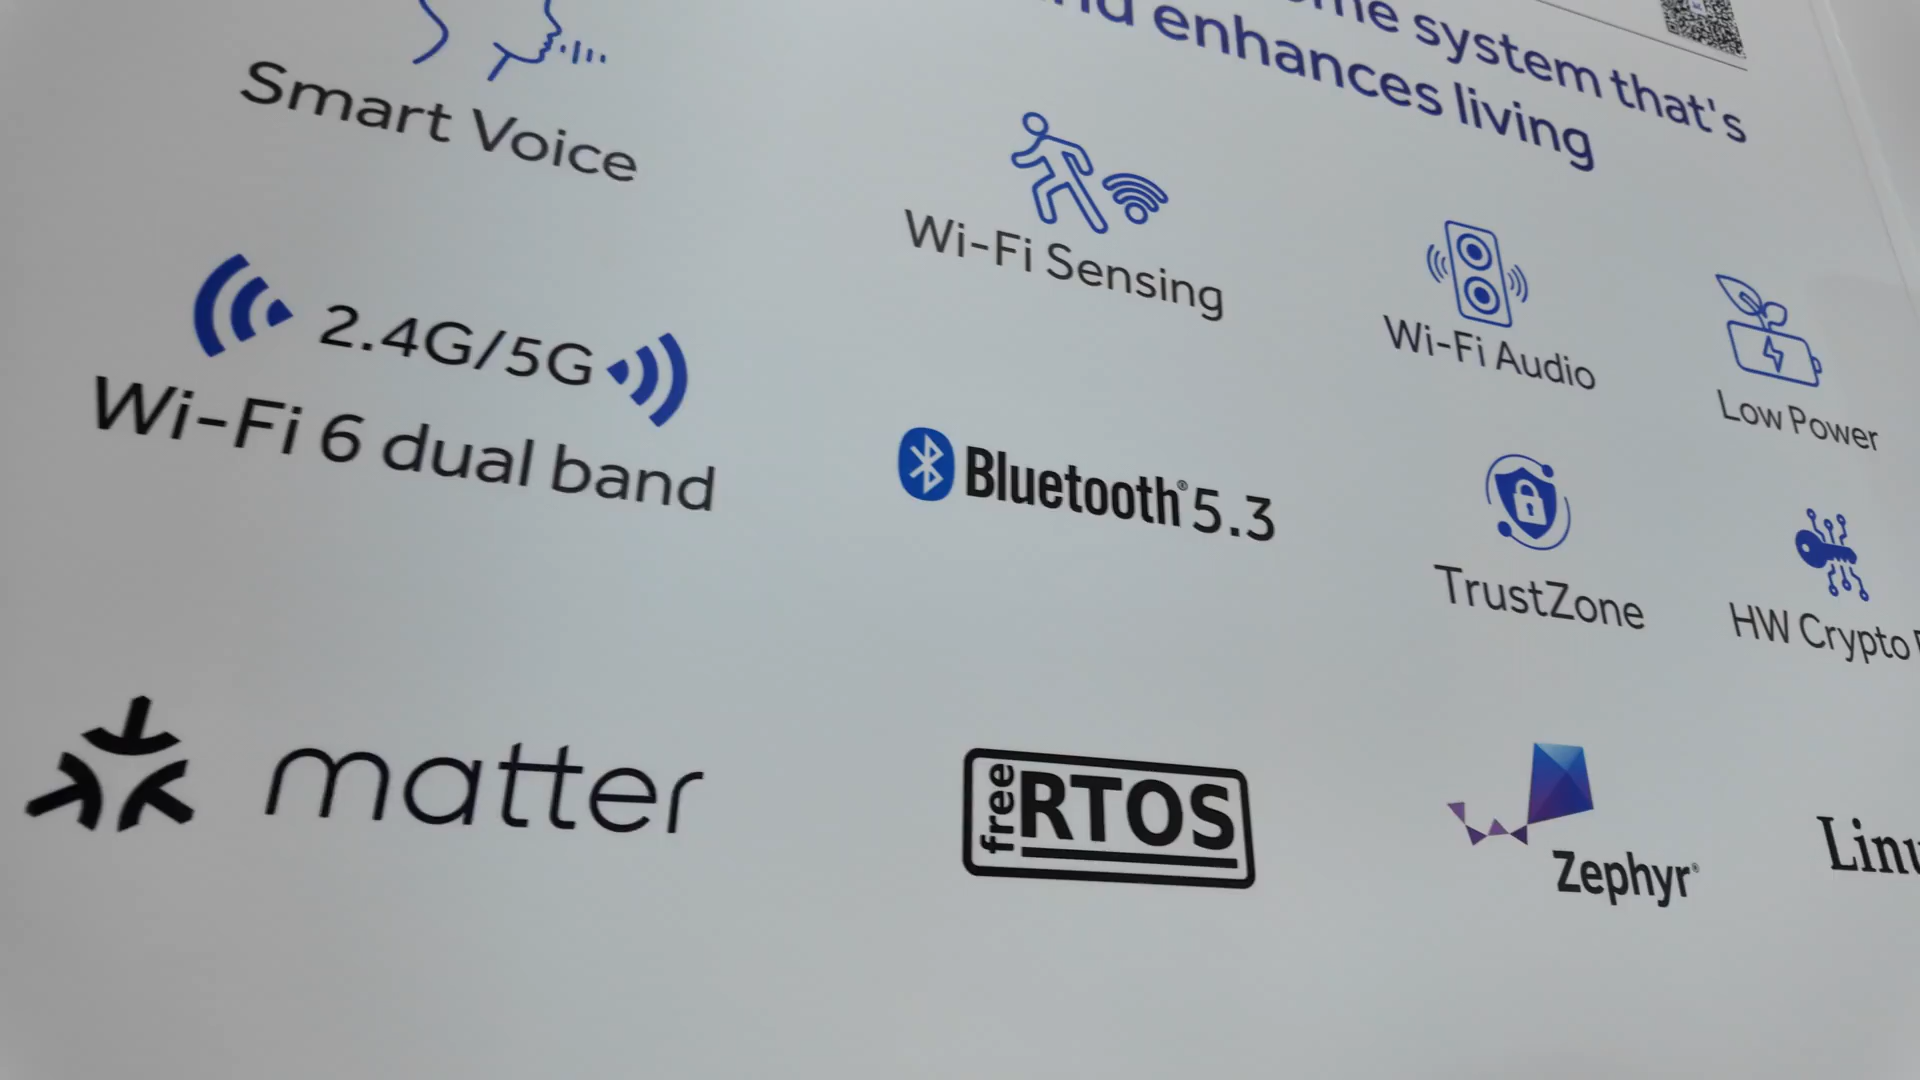 system that's
enhances living
Smart Voice
Wi-Fi Sensing
Wi-Fi Audio
Low Power
2.4G/5G
Wi-Fi 6 dual band
Bluetooth® 5.3
TrustZone
HW Crypto
matter
free RTOS
Zephyr®